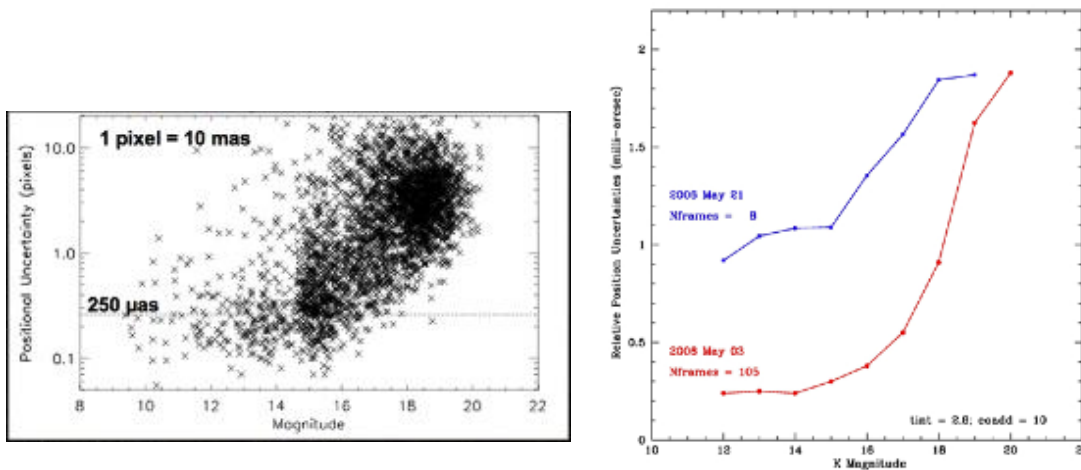 1 pixel = 10 mas
250 µas
Positional Uncertainty (pixels)
10.0
1.0
0.1
8 10 12 14 16 18 20 22
Magnitude
Relative Position Uncertainties (milli-arcsec)
2
1.5
1
0.5
0
2005 May 21
Nframes = 8
2008 May 03
Nframes = 105
tint = 2.8; coadd = 10
10 12 14 16 18 20
K Magnitude